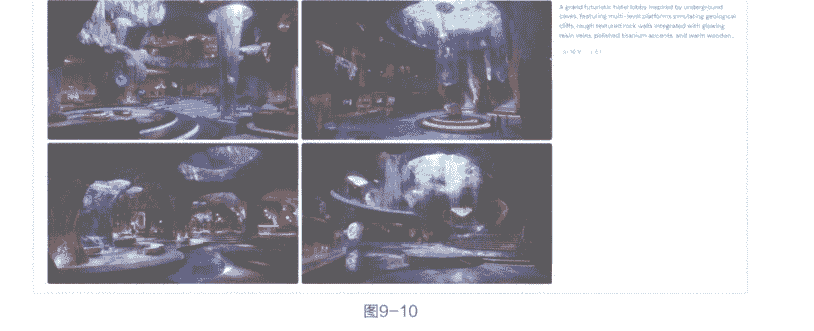 A grand futuristic hotel lobby inspired by underground
caves, featuring multi-level platforms simulating geological
cliffs, rough textured rock walls integrated with glowing
resin veins, polished titanium accents, and warm wooden...
图9-10